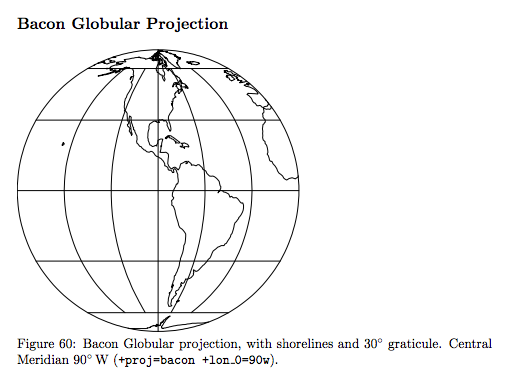 Bacon Globular Projection
Figure 60: Bacon Globular projection, with shorelines and 30° graticule. Central
Meridian 90° W (+proj=bacon +lon_0=90w).